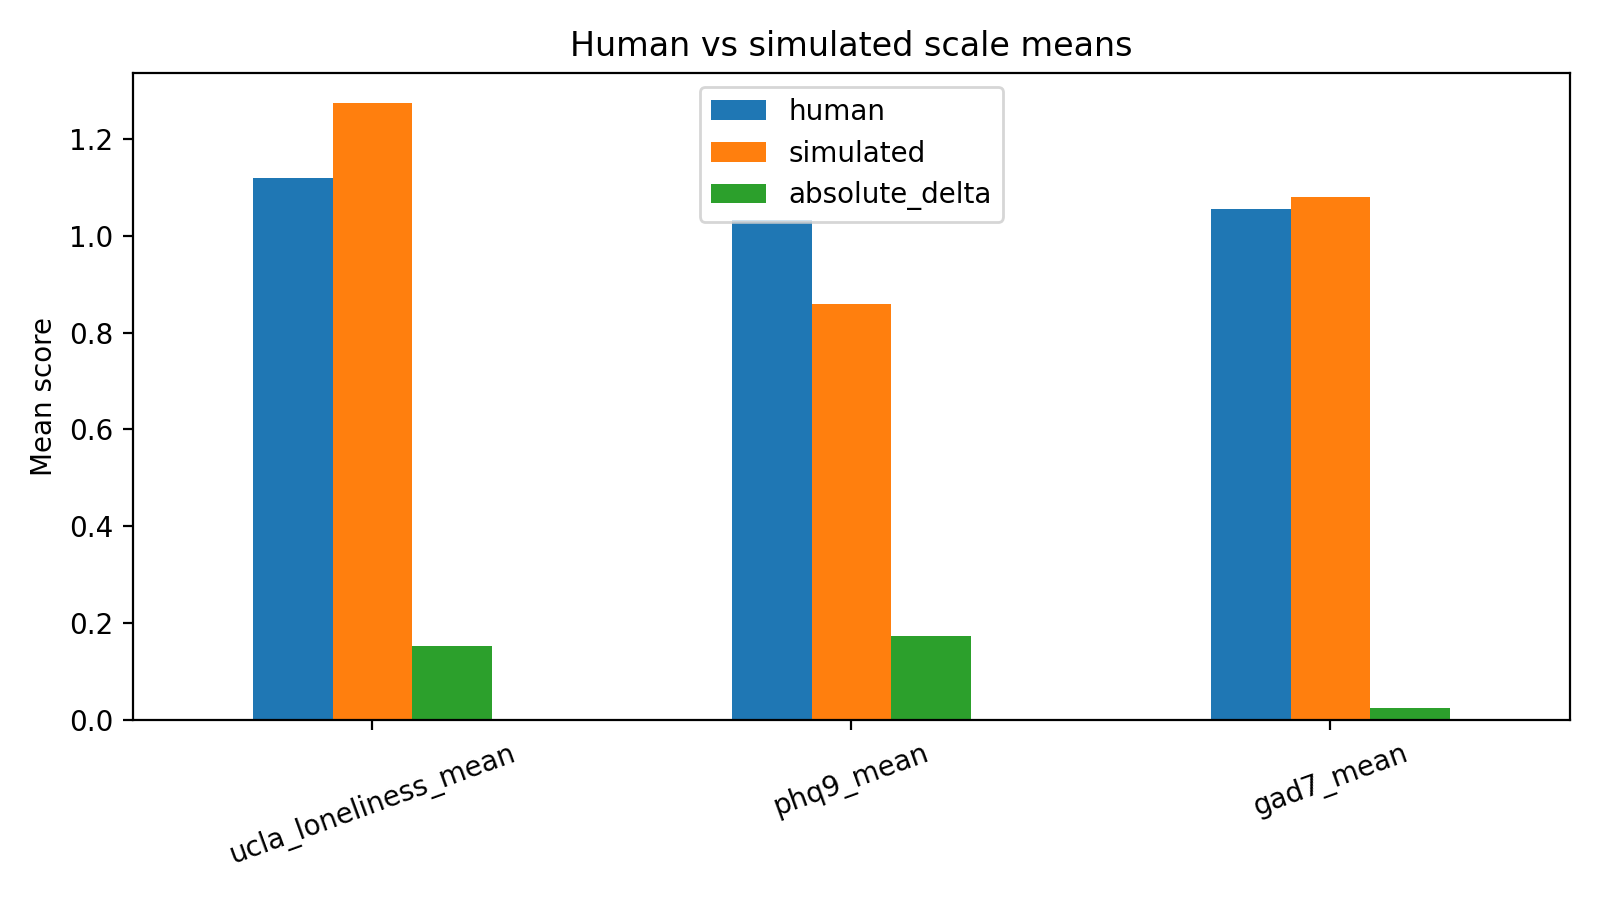 Human vs simulated scale means
human
simulated
absolute_delta
Mean score
1.2
1.0
0.8
0.6
0.4
0.2
0.0
ucla_loneliness_mean
phq9_mean
gad7_mean